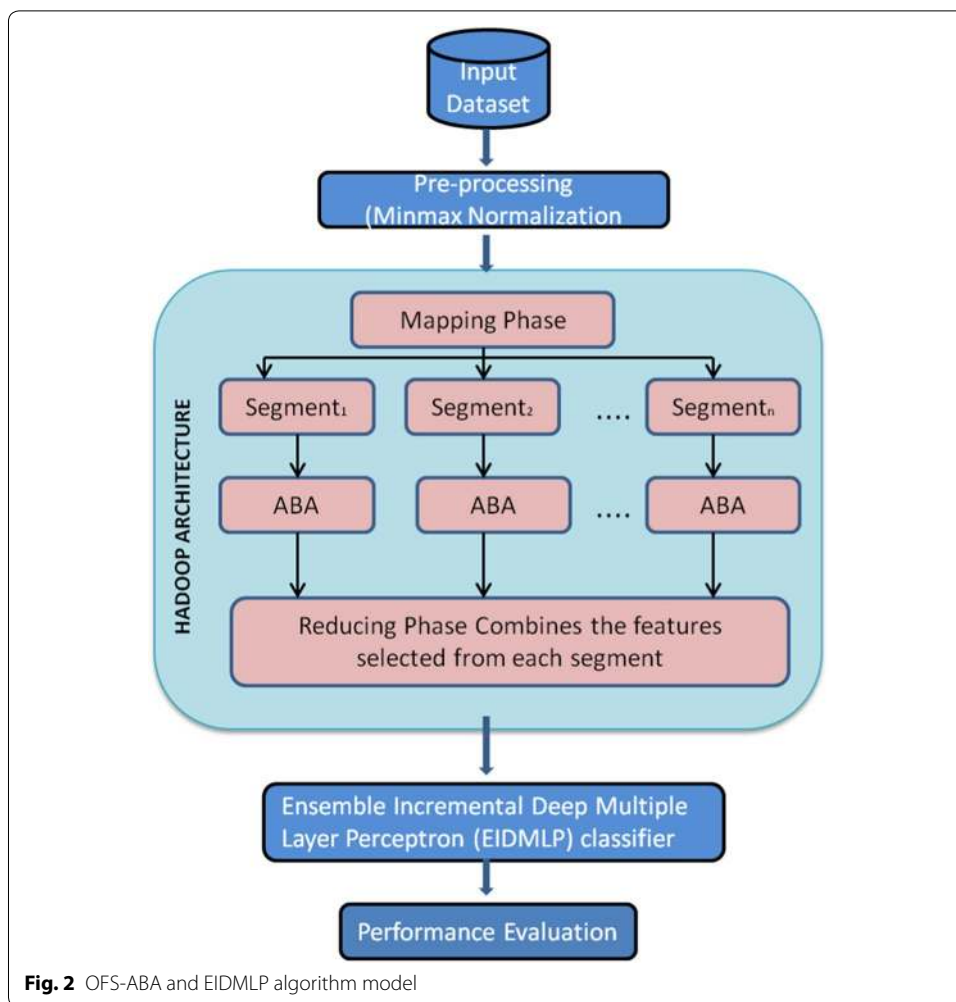 Input
Dataset
Pre-processing
(Minmax Normalization
Mapping Phase
Segment₁ Segment₂ .... Segmentₙ
ABA ABA .... ABA
HADOOP ARCHITECTURE
Reducing Phase Combines the features
selected from each segment
Ensemble Incremental Deep Multiple
Layer Perceptron (EIDMLP) classifier
Performance Evaluation
Fig. 2 OFS-ABA and EIDMLP algorithm model